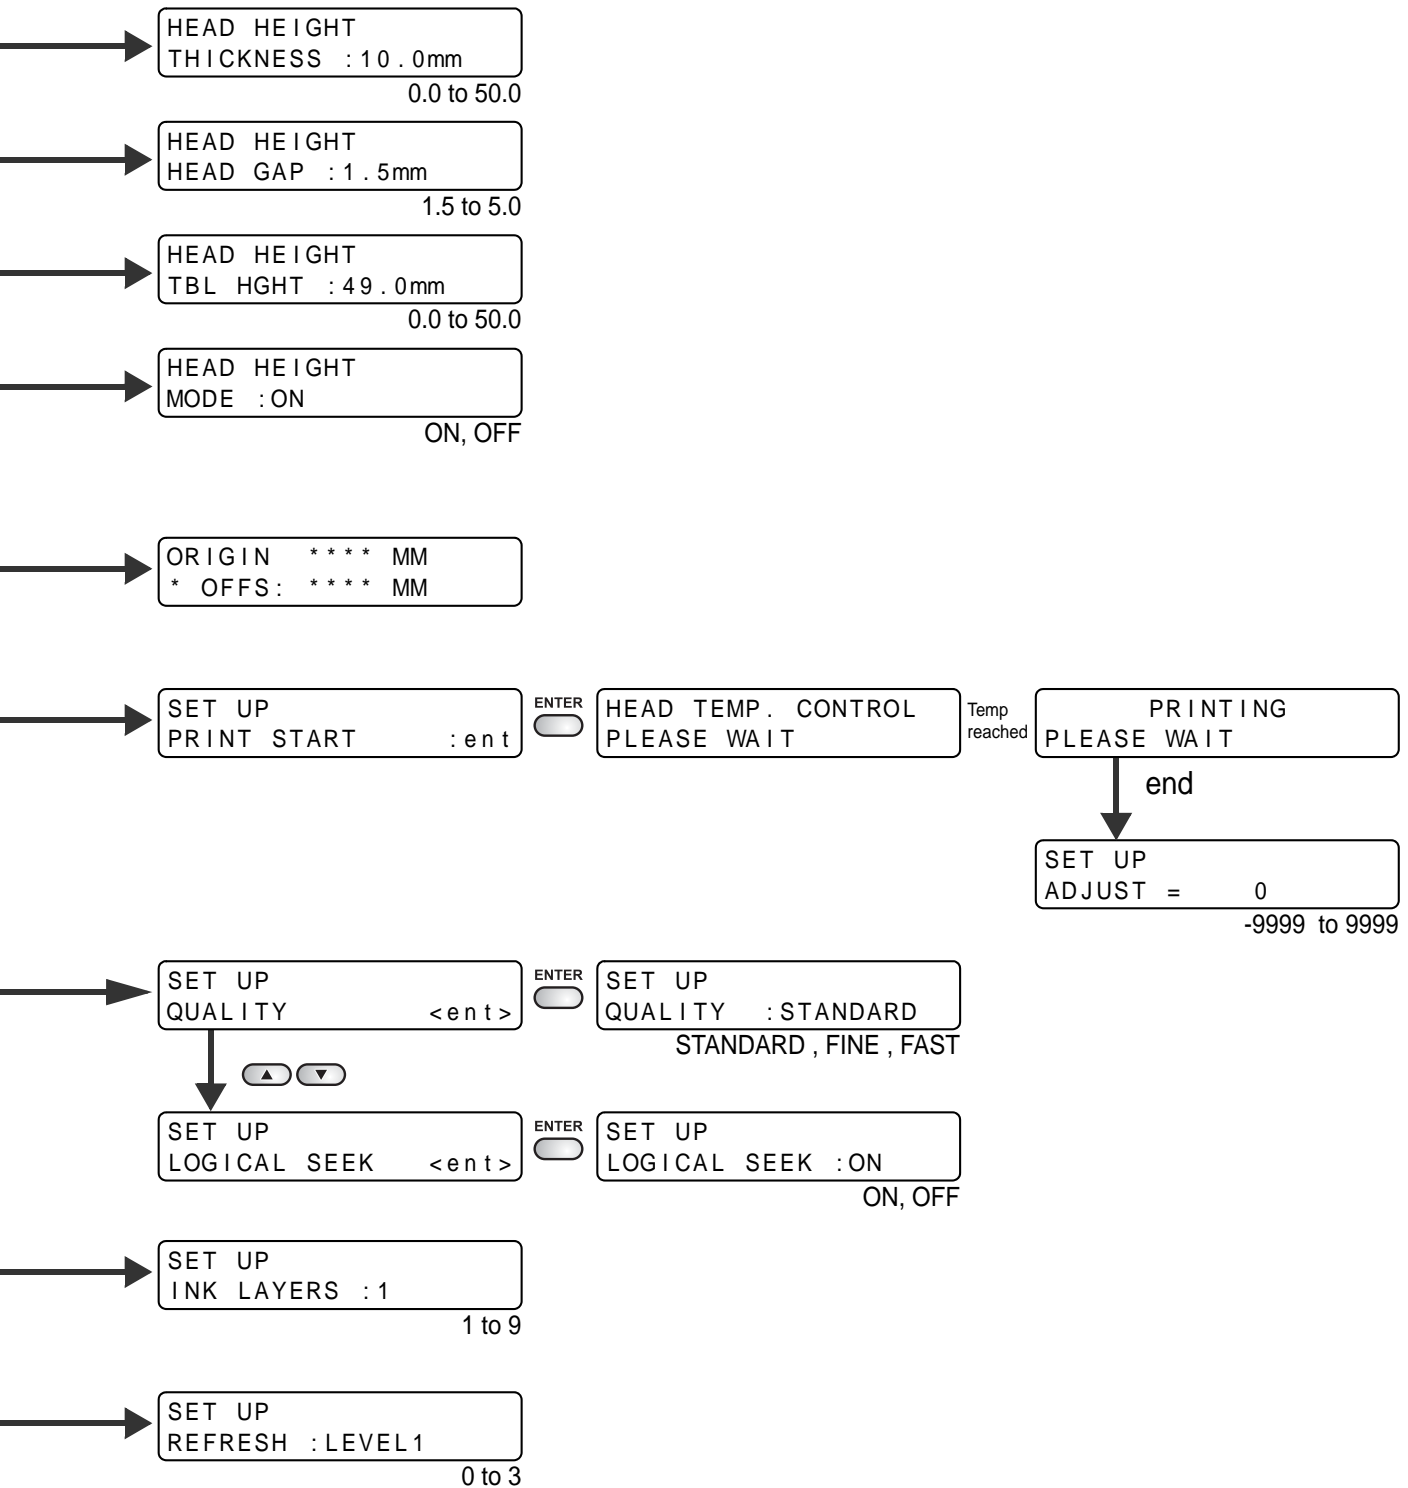 HEAD HEIGHT
THICKNESS :10.0mm
0.0 to 50.0
HEAD HEIGHT
HEAD GAP :1.5mm
1.5 to 5.0
HEAD HEIGHT
TBL HGHT :49.0mm
0.0 to 50.0
HEAD HEIGHT
MODE :ON
ON, OFF
ORIGIN **** MM
* OFFS: **** MM
SET UP
PRINT START :ent
ENTER
HEAD TEMP. CONTROL
PLEASE WAIT
Temp
reached
PRINTING
PLEASE WAIT
end
SET UP
ADJUST = 0
-9999 to 9999
SET UP
QUALITY <ent>
ENTER
SET UP
QUALITY :STANDARD
STANDARD , FINE , FAST
SET UP
LOGICAL SEEK <ent>
ENTER
SET UP
LOGICAL SEEK :ON
ON, OFF
SET UP
INK LAYERS :1
1 to 9
SET UP
REFRESH :LEVEL1
0 to 3